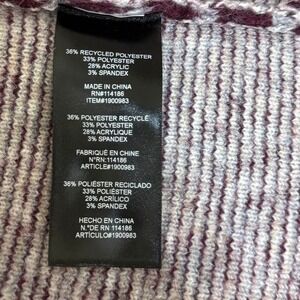 36% RECYCLED POLYESTER
33% POLYESTER
28% ACRYLIC
3% SPANDEX
MADE IN CHINA
RN#114186
ITEM#1900983
36% POLYESTER RECYCLÉ
33% POLYESTER
28% ACRYLIQUE
3% SPANDEX
FABRIQUÉ EN CHINE
N°RN:114186
ARTICLE#1900983
36% POLIÉSTER RECICLADO
33% POLIÉSTER
28% ACRÍLICO
3% SPANDEX
HECHO EN CHINA
N.°DE RN 114186
ARTÍCULO#1900983